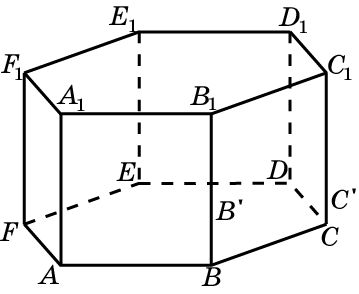 E₁ D₁
F₁ C₁
A₁ B₁
E D
B' C'
F C
A B